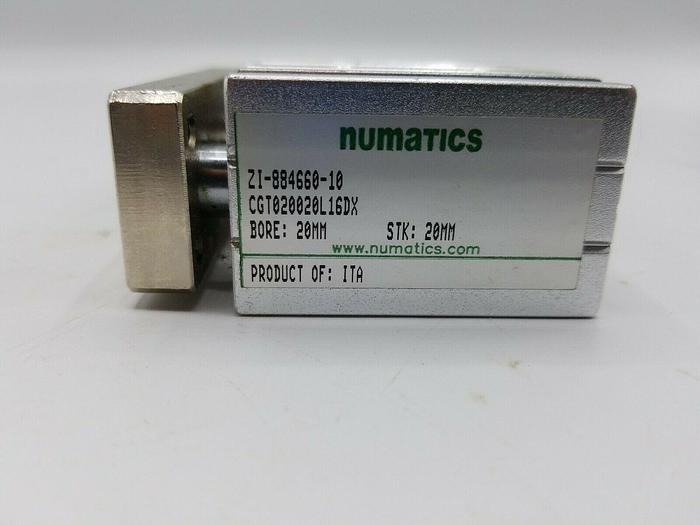 numatics
ZI-884660-10
CGT020020L16DX
BORE: 20MM STK: 20MM
www.numatics.com
PRODUCT OF: ITA